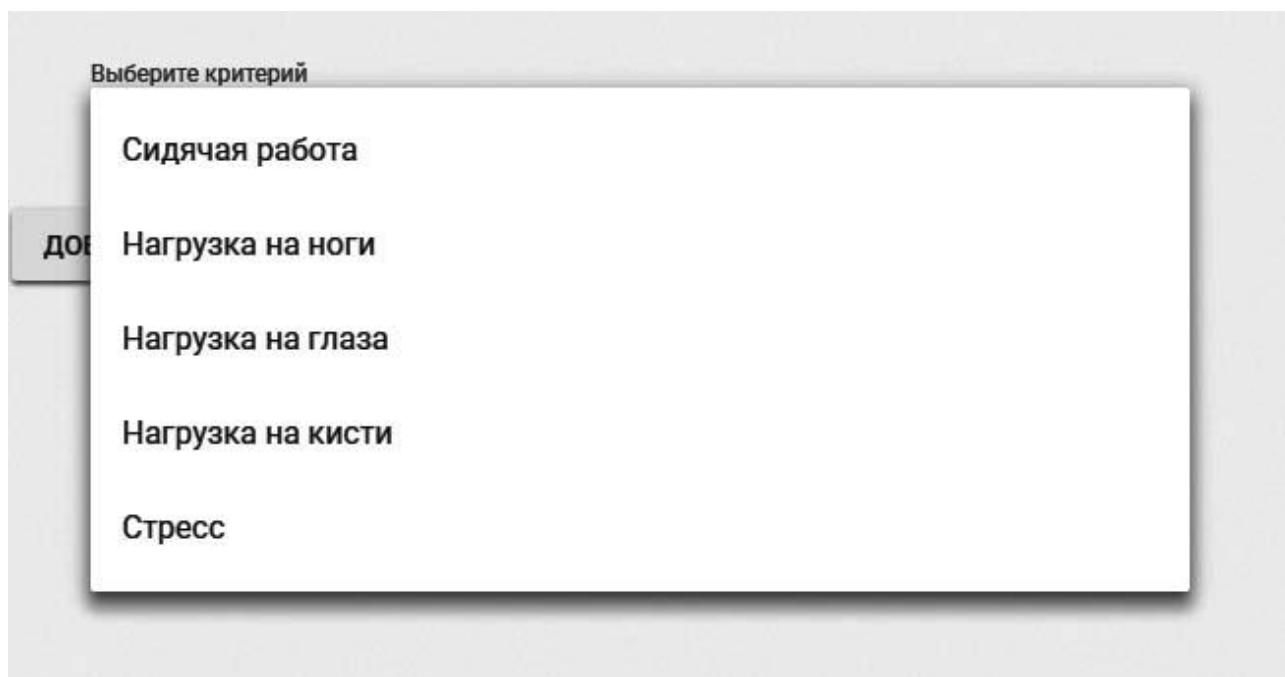 Выберите критерий
Сидячая работа
Нагрузка на ноги
Нагрузка на глаза
Нагрузка на кисти
Стресс